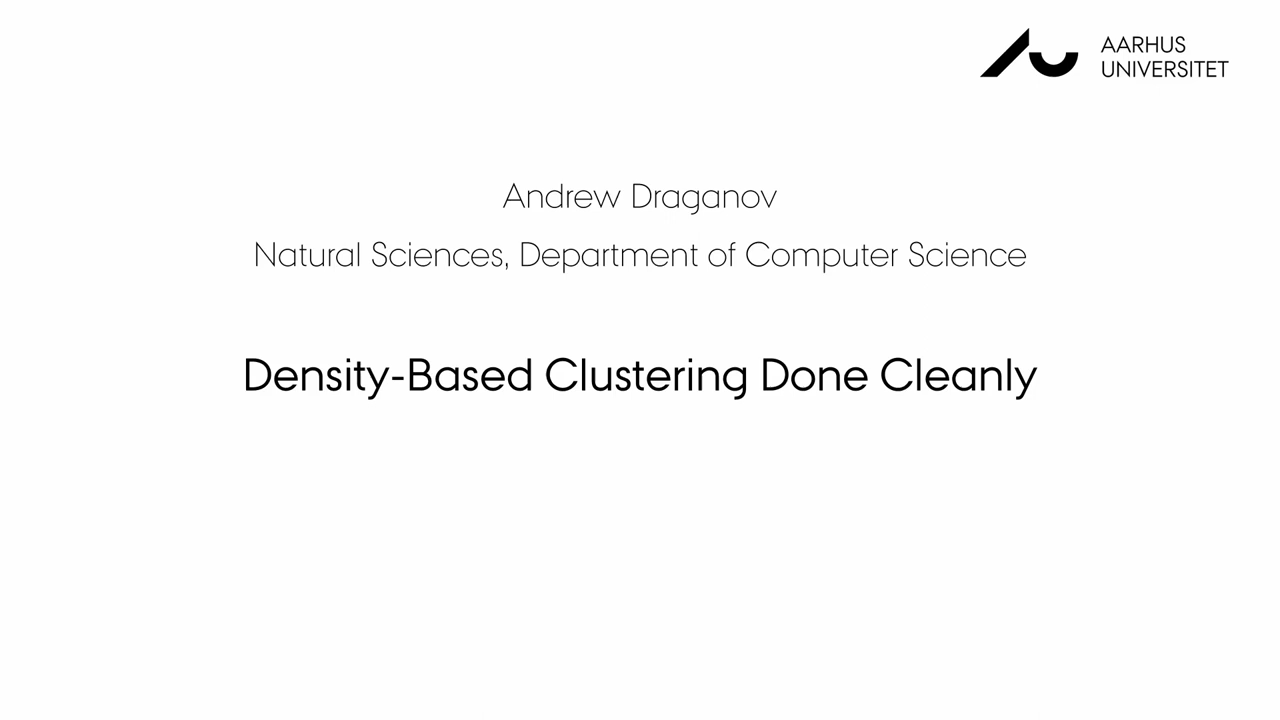 AARHUS
UNIVERSITET
Andrew Draganov
Natural Sciences, Department of Computer Science
Density-Based Clustering Done Cleanly